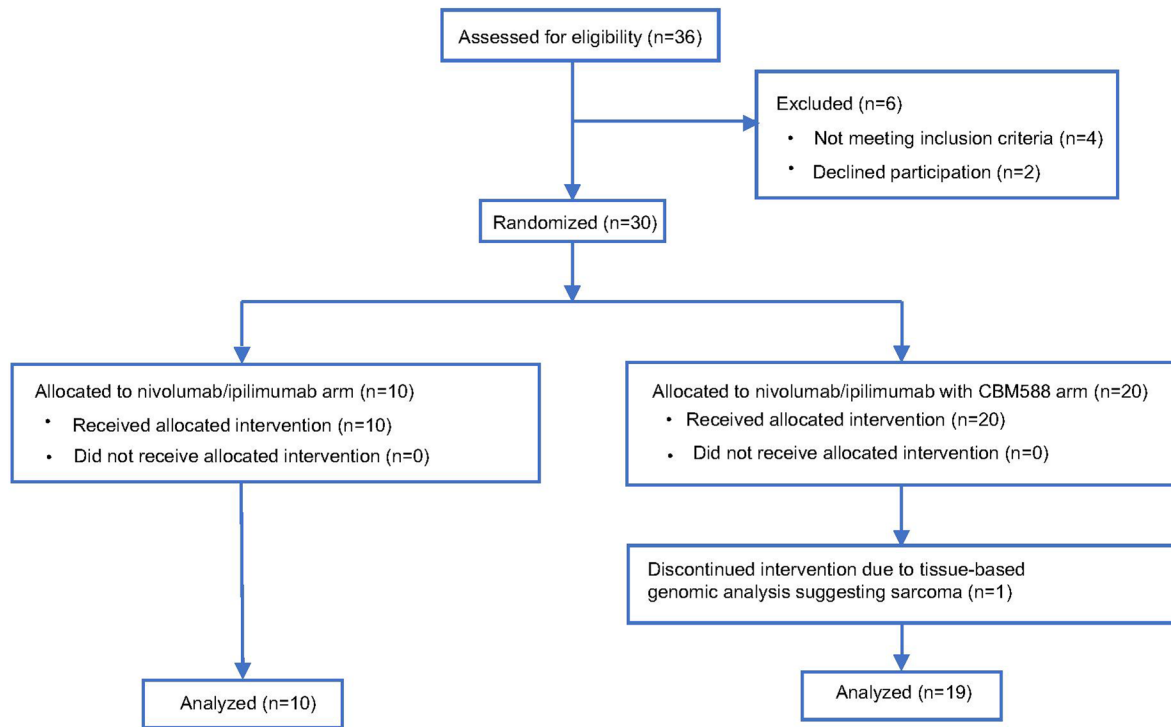 Assessed for eligibility (n=36)
Excluded (n=6)
• Not meeting inclusion criteria (n=4)
• Declined participation (n=2)
Randomized (n=30)
Allocated to nivolumab/ipilimumab arm (n=10)
• Received allocated intervention (n=10)
• Did not receive allocated intervention (n=0)
Allocated to nivolumab/ipilimumab with CBM588 arm (n=20)
• Received allocated intervention (n=20)
• Did not receive allocated intervention (n=0)
Discontinued intervention due to tissue-based
genomic analysis suggesting sarcoma (n=1)
Analyzed (n=10)
Analyzed (n=19)